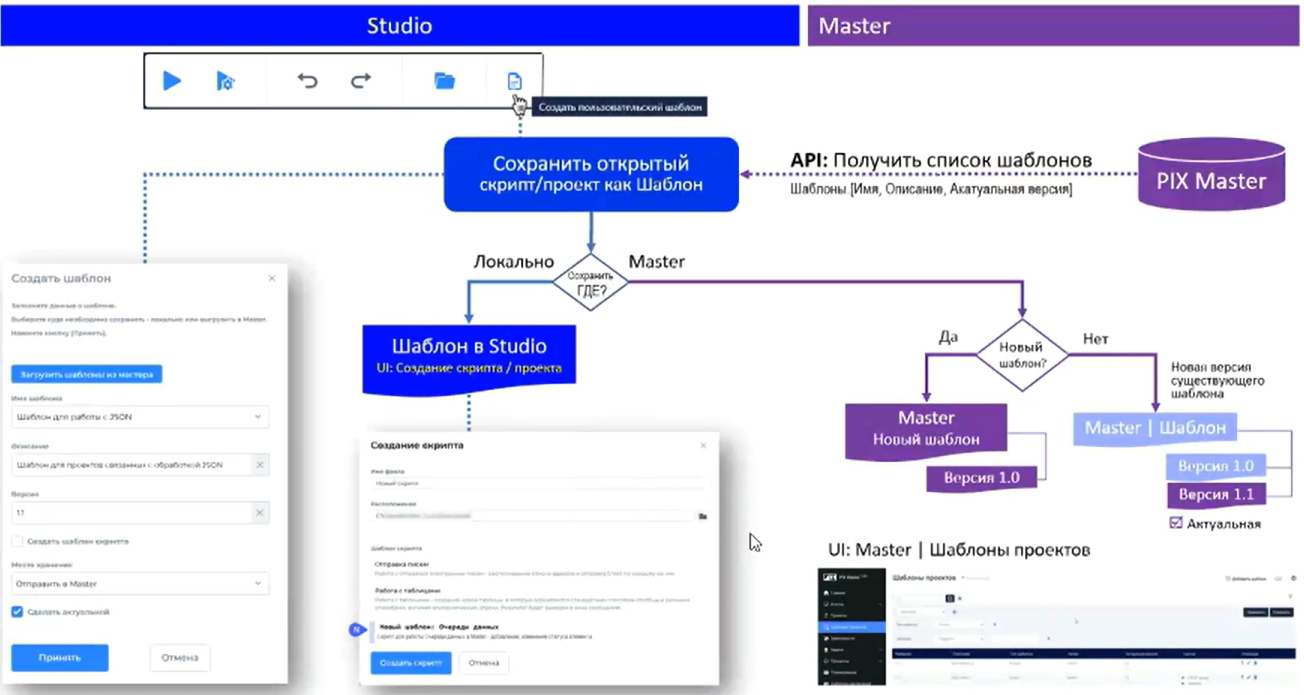 Studio
Master
Создать пользовательский шаблон
Сохранить открытый
скрипт/проект как Шаблон
API: Получить список шаблонов
Шаблоны [Имя, Описание, Акатуальная версия]
PIX Master
Локально
Сохранить
ГДЕ?
Master
Шаблон в Studio
UI: Создание скрипта / проекта
Да
Новый
шаблон?
Нет
Новая версия
существующего
шаблона
Master
Новый шаблон
Версия 1.0
Master | Шаблон
Версия 1.0
Версия 1.1
Актуальная
Создать шаблон
Заполните данные о шаблоне.
Выберите куда необходимо сохранить - локально или выгрузить в Master.
Нажмите кнопку [Принять].
Загрузить шаблоны из мастера
Имя шаблона
Шаблон для работы с JSON
Описание
Шаблон для проектов связанных с обработкой JSON
Версия
1.1
Создать шаблон скрипта
Место хранения
Отправить в Master
Сделать актуальной
Принять
Отмена
Создание скрипта
Имя файла
Новый скрипт
Расположение
Шаблон скрипта
Отправка писем
Работа с таблицами
Новый шаблон: Очереди данных
Скрипт для работы Очереди данных в Master - добавление, изменение статуса элемента
Создать скрипт
Отмена
UI: Master | Шаблоны проектов
PIX Master
Шаблоны проектов